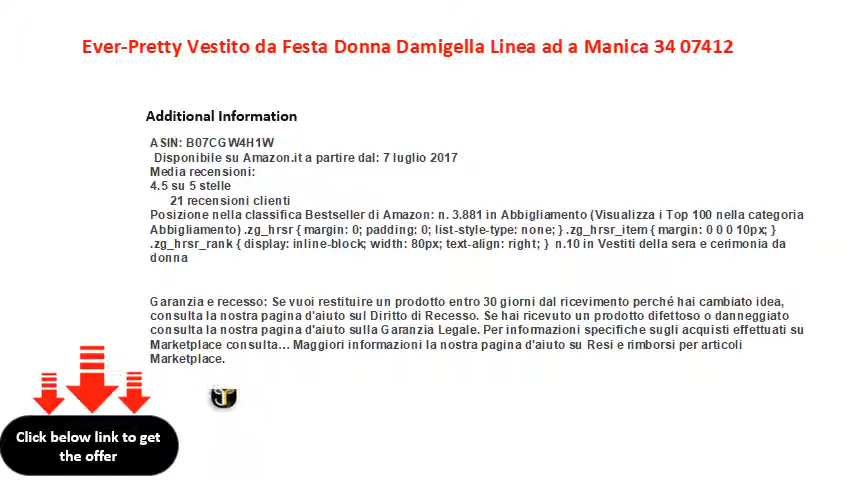 Ever-Pretty Vestito da Festa Donna Damigella Linea ad a Manica 34 07412
Additional Information
ASIN: B07CGW4H1W
Disponibile su Amazon.it a partire dal: 7 luglio 2017
Media recensioni:
4.5 su 5 stelle
21 recensioni clienti
Posizione nella classifica Bestseller di Amazon: n. 3.881 in Abbigliamento (Visualizza i Top 100 nella categoria
Abbigliamento) .zg_hrsr { margin: 0; padding: 0; list-style-type: none; } .zg_hrsr_item { margin: 0 0 0 10px; }
.zg_hrsr_rank { display: inline-block; width: 80px; text-align: right; } n.10 in Vestiti della sera e cerimonia da
donna
Garanzia e recesso: Se vuoi restituire un prodotto entro 30 giorni dal ricevimento perché hai cambiato idea,
consulta la nostra pagina d'aiuto sul Diritto di Recesso. Se hai ricevuto un prodotto difettoso o danneggiato
consulta la nostra pagina d'aiuto sulla Garanzia Legale. Per informazioni specifiche sugli acquisti effettuati su
Marketplace consulta... Maggiori informazioni la nostra pagina d'aiuto su Resi e rimborsi per articoli
Marketplace.
Click below link to get
the offer